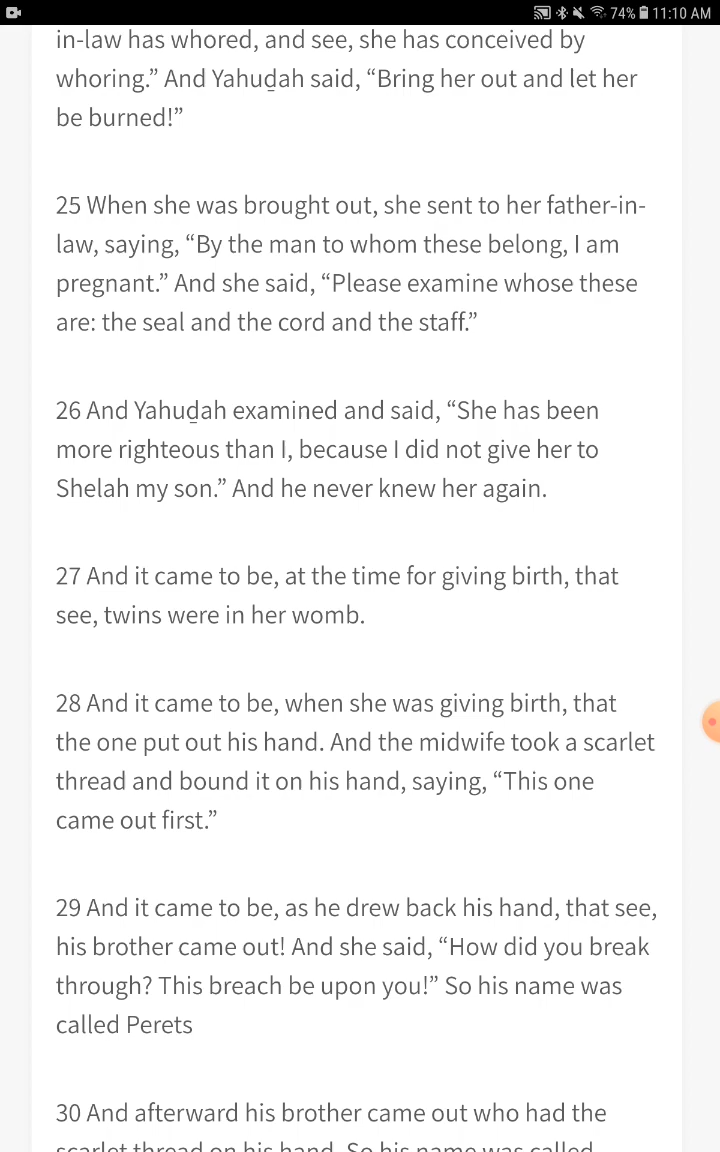 74% 11:10 AM
in-law has whored, and see, she has conceived by
whoring.” And Yahuḏah said, “Bring her out and let her
be burned!”
25 When she was brought out, she sent to her father-in-
law, saying, “By the man to whom these belong, I am
pregnant.” And she said, “Please examine whose these
are: the seal and the cord and the staff.”
26 And Yahuḏah examined and said, “She has been
more righteous than I, because I did not give her to
Shelah my son.” And he never knew her again.
27 And it came to be, at the time for giving birth, that
see, twins were in her womb.
28 And it came to be, when she was giving birth, that
the one put out his hand. And the midwife took a scarlet
thread and bound it on his hand, saying, “This one
came out first.”
29 And it came to be, as he drew back his hand, that see,
his brother came out! And she said, “How did you break
through? This breach be upon you!” So his name was
called Perets
30 And afterward his brother came out who had the
scarlet thread on his hand. So his name was called